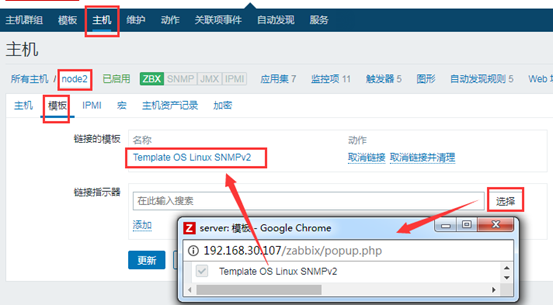 主机群组 模板 主机 维护 动作 关联项事件 自动发现 服务
主机
所有主机 / node2 已启用 ZBX SNMP JMX IPMI 应用集 7 监控项 11 触发器 5 图形 自动发现规则 5 Web
主机 模板 IPMI 宏 主机资产记录 加密
链接的模板 名称 动作
Template OS Linux SNMPv2 取消链接 取消链接并清理
链接指示器 在此输入搜索 选择
添加
更新
Z server: 模板 - Google Chrome
192.168.30.107/zabbix/popup.php
Template OS Linux SNMPv2